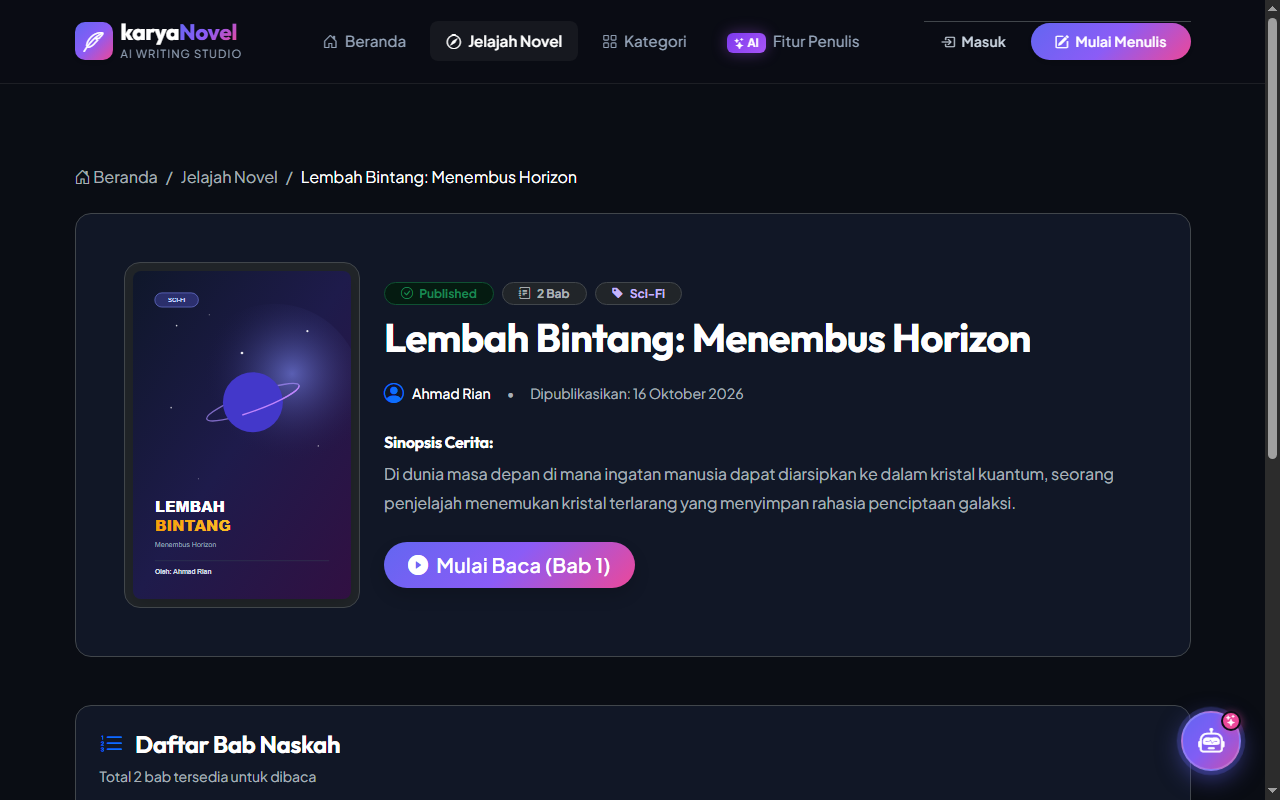 karyaNovel
AI WRITING STUDIO
Beranda
Jelajah Novel
Kategori
AI Fitur Penulis
Masuk
Mulai Menulis
Beranda / Jelajah Novel / Lembah Bintang: Menembus Horizon
SCI-FI
LEMBAH
BINTANG
Menembus Horizon
Oleh: Ahmad Rian
Published
2 Bab
Sci-Fi
Lembah Bintang: Menembus Horizon
Ahmad Rian • Dipublikasikan: 16 Oktober 2026
Sinopsis Cerita:
Di dunia masa depan di mana ingatan manusia dapat diarsipkan ke dalam kristal kuantum, seorang
penjelajah menemukan kristal terlarang yang menyimpan rahasia penciptaan galaksi.
Mulai Baca (Bab 1)
Daftar Bab Naskah
Total 2 bab tersedia untuk dibaca